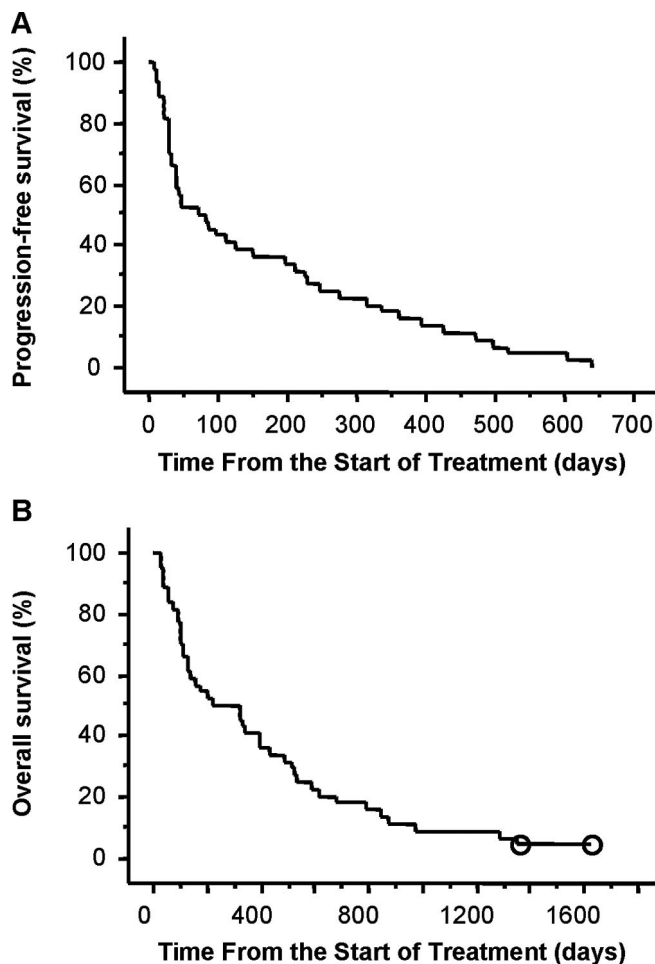 A
Progression-free survival (%)
100
80
60
40
20
0
0 100 200 300 400 500 600 700
Time From the Start of Treatment (days)
B
Overall survival (%)
100
80
60
40
20
0
0 400 800 1200 1600
Time From the Start of Treatment (days)